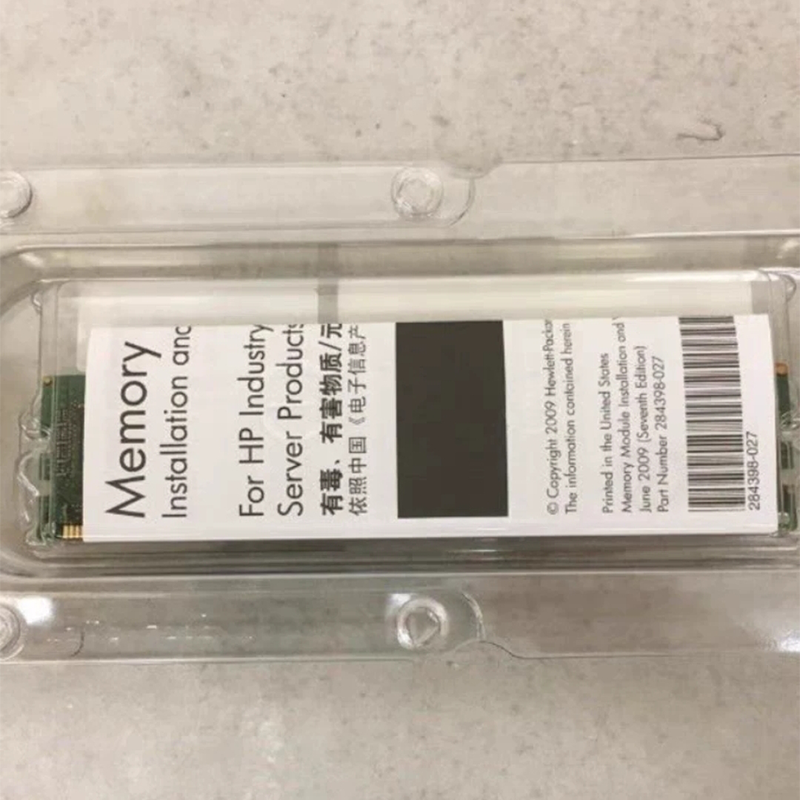 Memory
Installation and
For HP Industry
Server Products
有毒、有害物质/元
依照中国《电子信息产
© Copyright 2009 Hewlett-Packar
The information contained herein
Printed in the United States
Memory Module Installation and
June 2009 (Seventh Edition)
Part Number 284398-027
284398-027